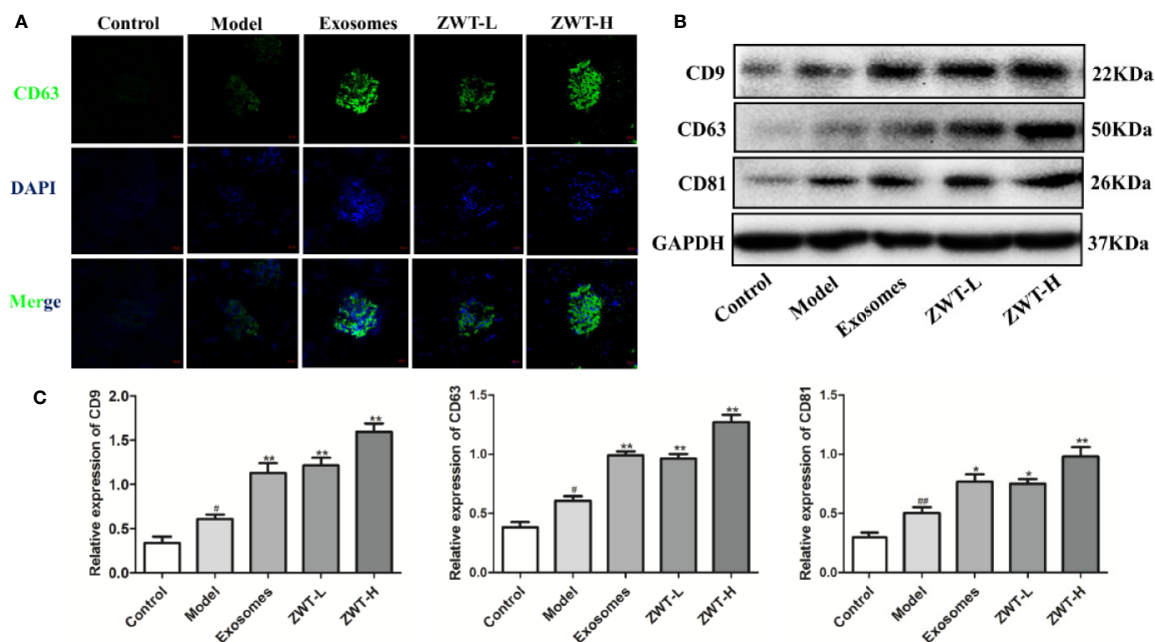 A
Control Model Exosomes ZWT-L ZWT-H
CD63
DAPI
Merge
B
CD9 22KDa
CD63 50KDa
CD81 26KDa
GAPDH 37KDa
Control Model Exosomes ZWT-L ZWT-H
C
Relative expression of CD9
2.0
1.5
1.0
0.5
0.0
# ** ** **
Control Model Exosomes ZWT-L ZWT-H
Relative expression of CD63
1.5
1.0
0.5
0.0
# ** ** **
Control Model Exosomes ZWT-L ZWT-H
Relative expression of CD81
1.5
1.0
0.5
0.0
## * * **
Control Model Exosomes ZWT-L ZWT-H